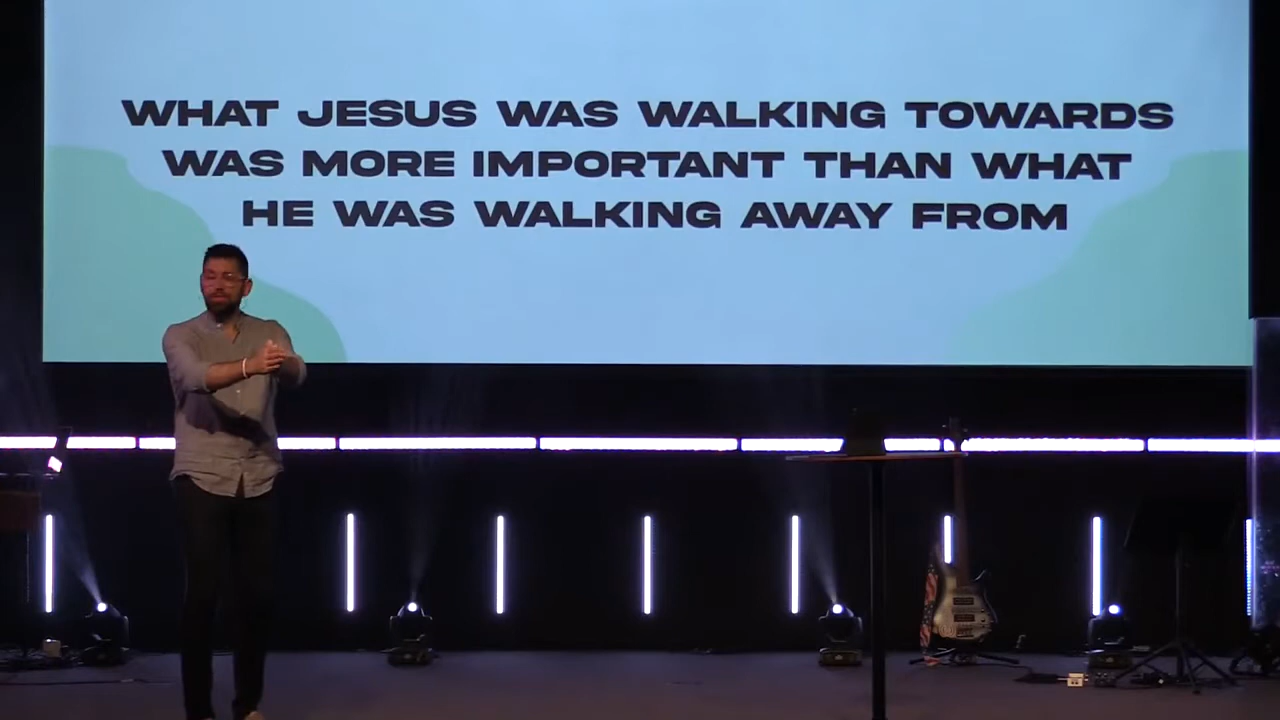 WHAT JESUS WAS WALKING TOWARDS
WAS MORE IMPORTANT THAN WHAT
HE WAS WALKING AWAY FROM